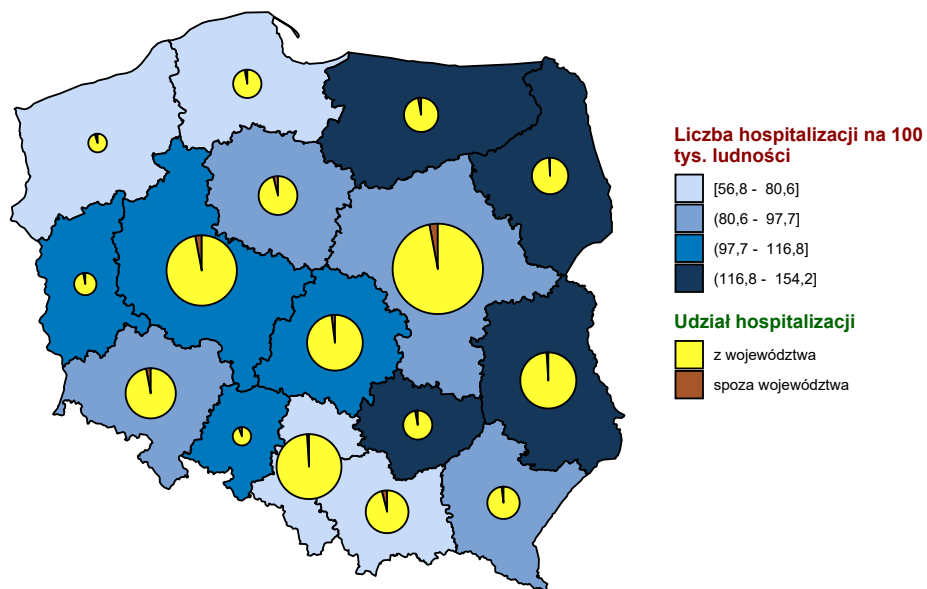 Liczba hospitalizacji na 100
tys. ludności
[56,8 - 80,6]
(80,6 - 97,7]
(97,7 - 116,8]
(116,8 - 154,2]
Udział hospitalizacji
z województwa
spoza województwa